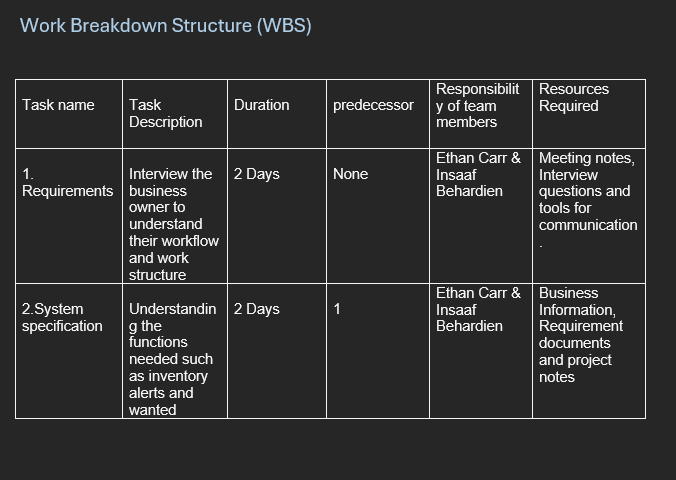 Work Breakdown Structure (WBS)
Task name
Task
Description
Duration
predecessor
Responsibilit
y of team
members
Resources
Required
1.
Requirements
Interview the
business
owner to
understand
their workflow
and work
structure
2 Days
None
Ethan Carr &
Insaaf
Behardien
Meeting notes,
Interview
questions and
tools for
communication
.
2.System
specification
Understandin
g the
functions
needed such
as inventory
alerts and
wanted
2 Days
1
Ethan Carr &
Insaaf
Behardien
Business
Information,
Requirement
documents
and project
notes